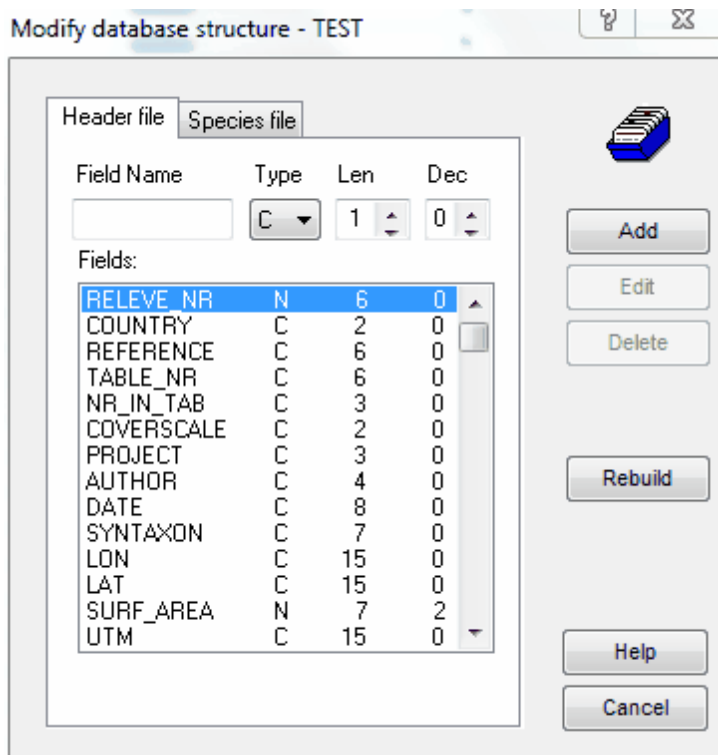 Modify database structure - TEST
?
Header file Species file
Field Name Type Len Dec
C 1 0
Add
Fields:
Edit
RELEVE_NR N 6 0
COUNTRY C 2 0
Delete
REFERENCE C 6 0
TABLE_NR C 6 0
NR_IN_TAB C 3 0
COVERSCALE C 2 0
PROJECT C 3 0
AUTHOR C 4 0
Rebuild
DATE C 8 0
SYNTAXON C 7 0
LON C 15 0
LAT C 15 0
SURF_AREA N 7 2
UTM C 15 0
Help
Cancel